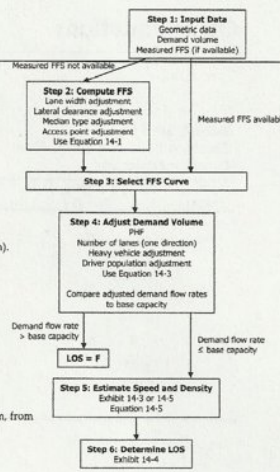 Step 1: Input Data
Geometric data
Demand volume
Measured FFS (if available)
Measured FFS not available
Step 2: Compute FFS
Lane width adjustment
Lateral clearance adjustment
Median type adjustment
Access point adjustment
Use Equation 14-1
Measured FFS available
Step 3: Select FFS Curve
Step 4: Adjust Demand Volume
PHF
Number of lanes (one direction)
Heavy vehicle adjustment
Driver population adjustment
Use Equation 14-3
Compare adjusted demand flow rates
to base capacity
).
Demand flow rate
> base capacity
Demand flow rate
≤ base capacity
LOS = F
Step 5: Estimate Speed and Density
Exhibit 14-3 or 14-5
Equation 14-5
, from
Step 6: Determine LOS
Exhibit 14-4